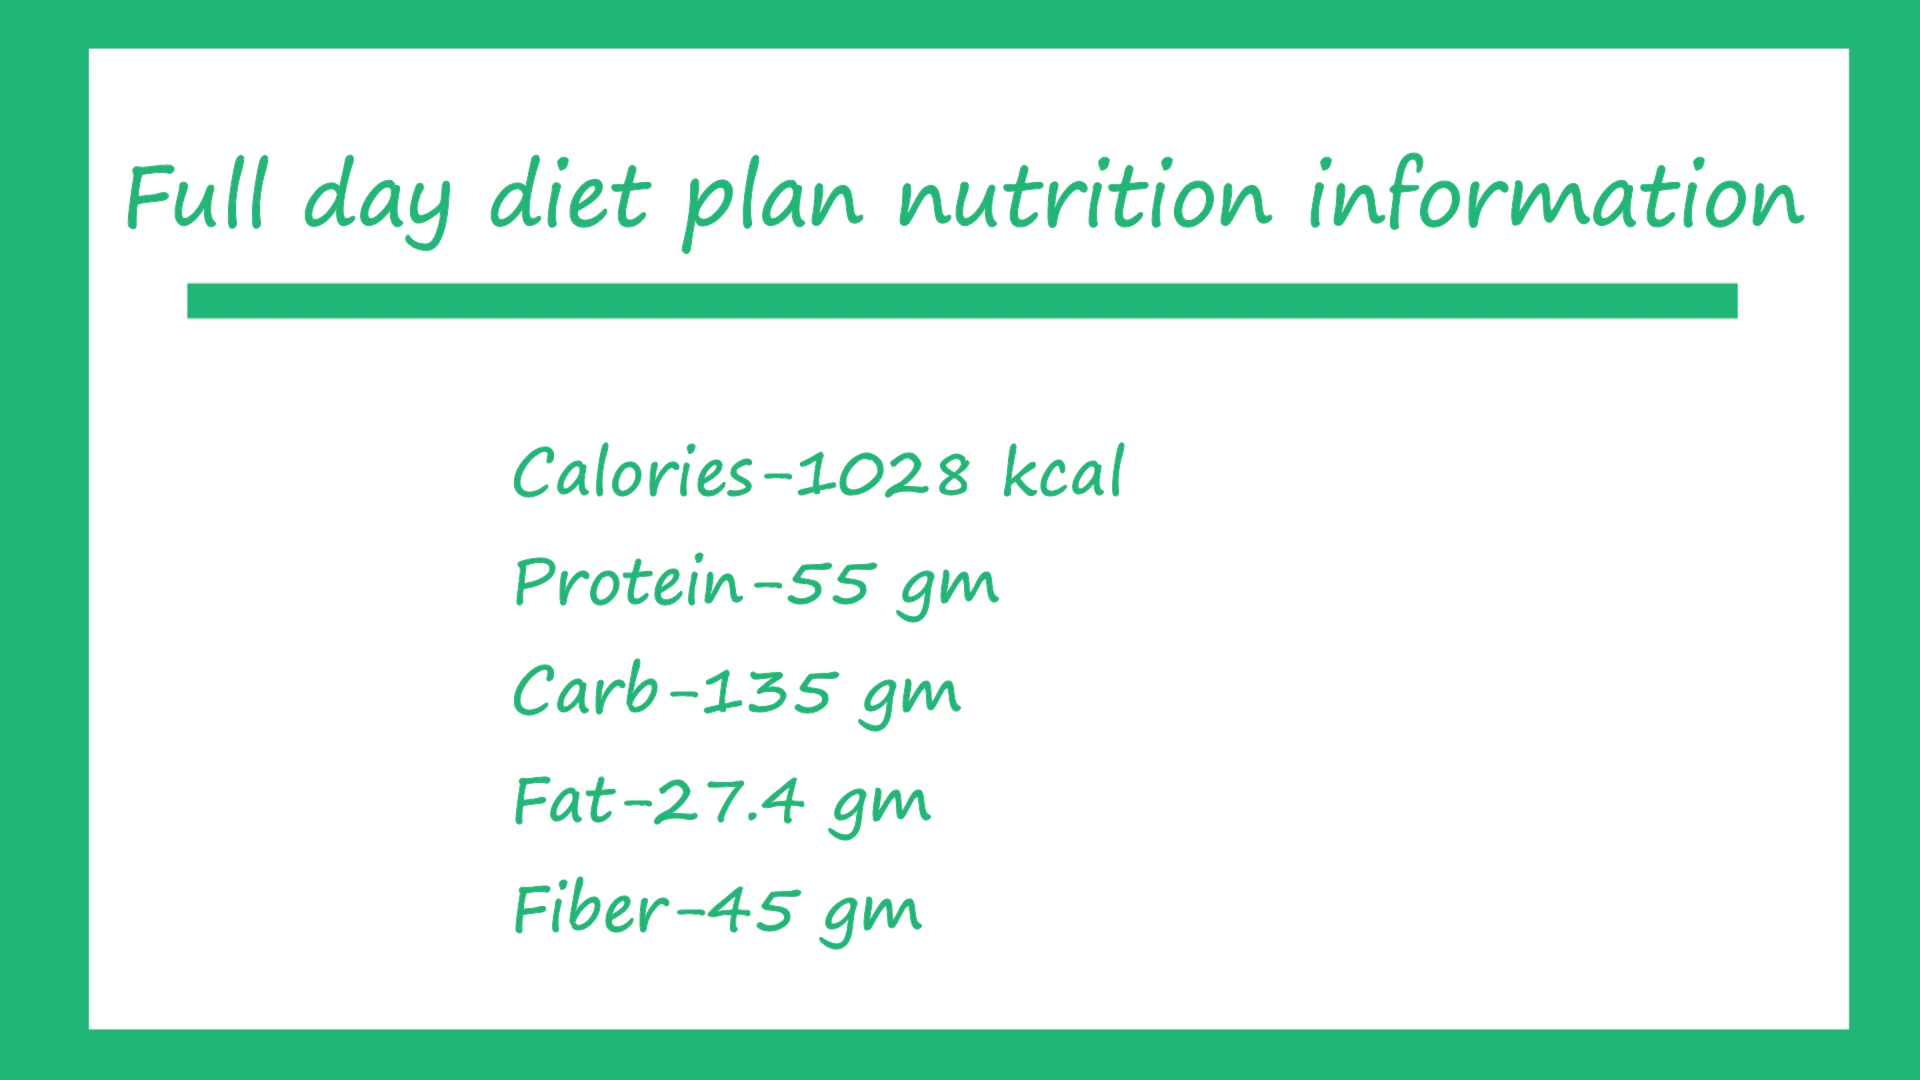 Full day diet plan nutrition information
Calories-1028 kcal
Protein-55 gm
Carb-135 gm
Fat-27.4 gm
Fiber-45 gm